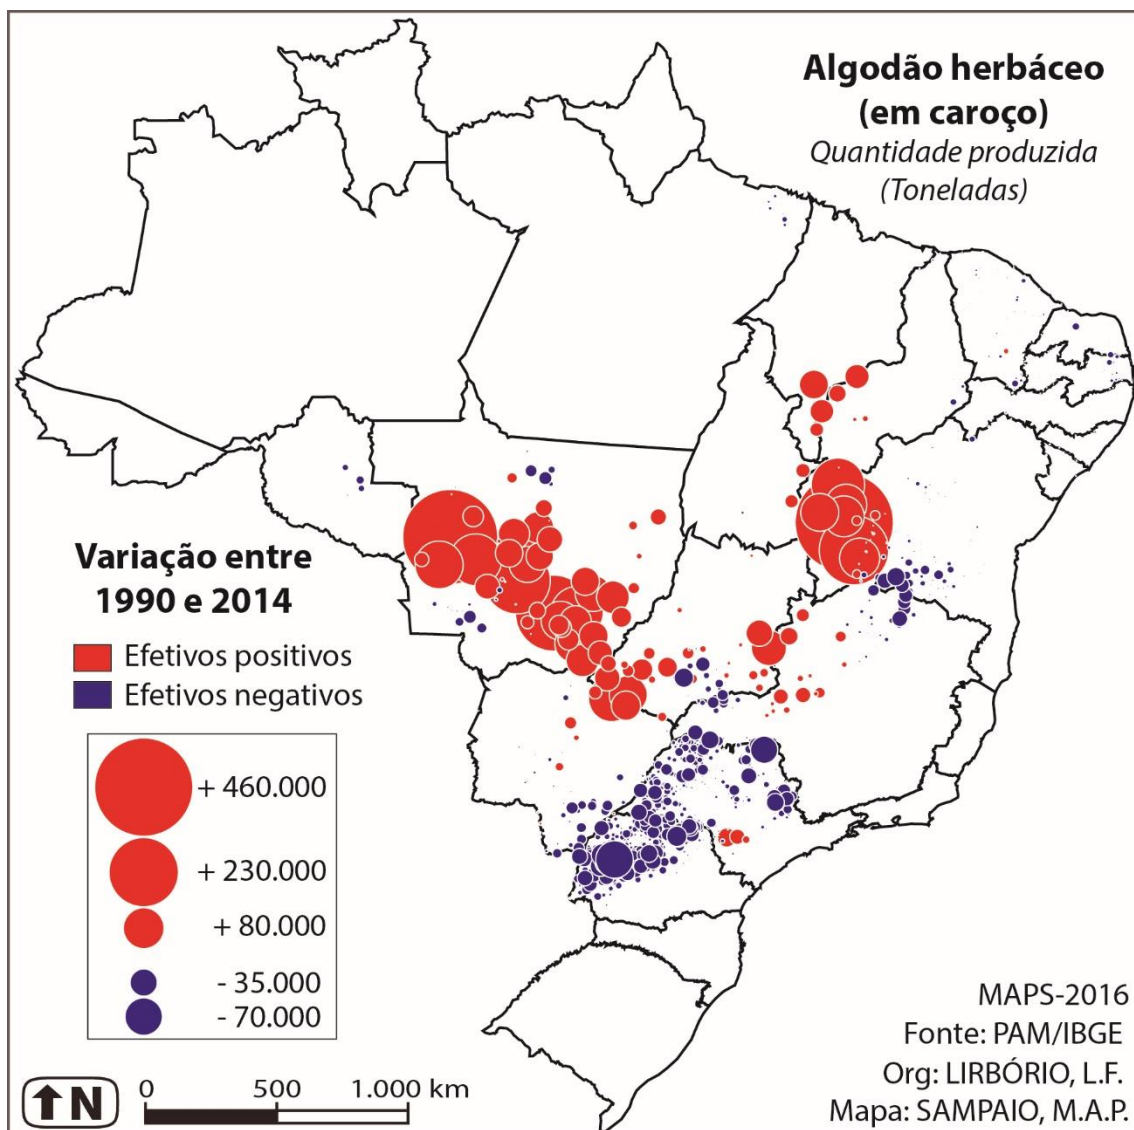 Algodão herbáceo
(em caroço)
Quantidade produzida
(Toneladas)
Variação entre
1990 e 2014
Efetivos positivos
Efetivos negativos
+ 460.000
+ 230.000
+ 80.000
- 35.000
- 70.000
N
0 500 1.000 km
MAPS-2016
Fonte: PAM/IBGE
Org: LIRBÓRIO, L.F.
Mapa: SAMPAIO, M.A.P.